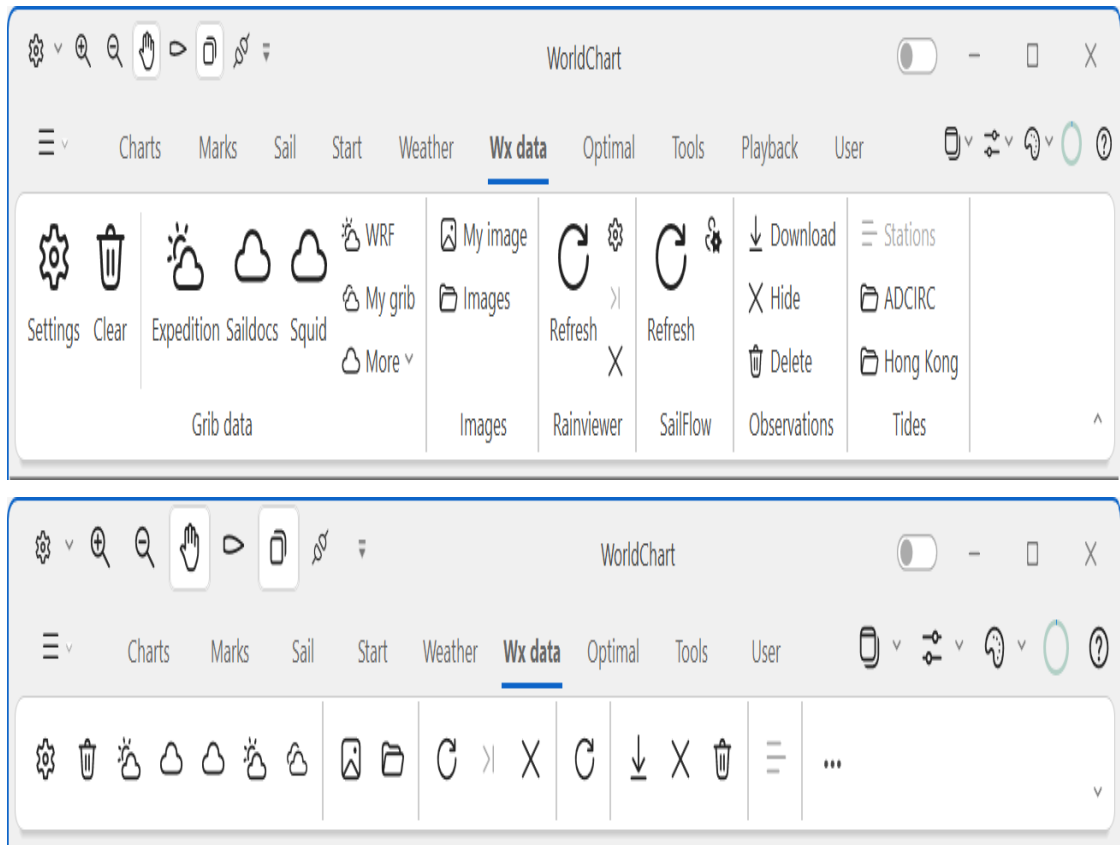 WorldChart
Charts Marks Sail Start Weather Wx data Optimal Tools Playback User
WRF My image Download Stations
My grib Images Hide ADCIRC
Settings Clear Expedition Saildocs Squid Refresh Refresh
More Delete Hong Kong
Grib data Images Rainviewer SailFlow Observations Tides
WorldChart
Charts Marks Sail Start Weather Wx data Optimal Tools User